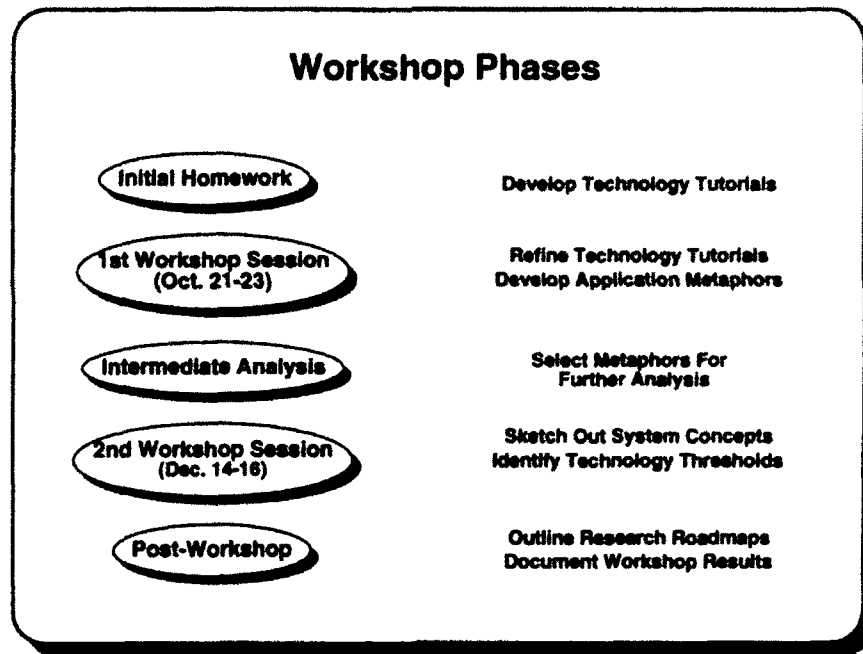 Workshop Phases
Initial Homework
Develop Technology Tutorials
1st Workshop Session
(Oct. 21-23)
Refine Technology Tutorials
Develop Application Metaphors
Intermediate Analysis
Select Metaphors For
Further Analysis
2nd Workshop Session
(Dec. 14-16)
Sketch Out System Concepts
Identify Technology Thresholds
Post-Workshop
Outline Research Roadmaps
Document Workshop Results